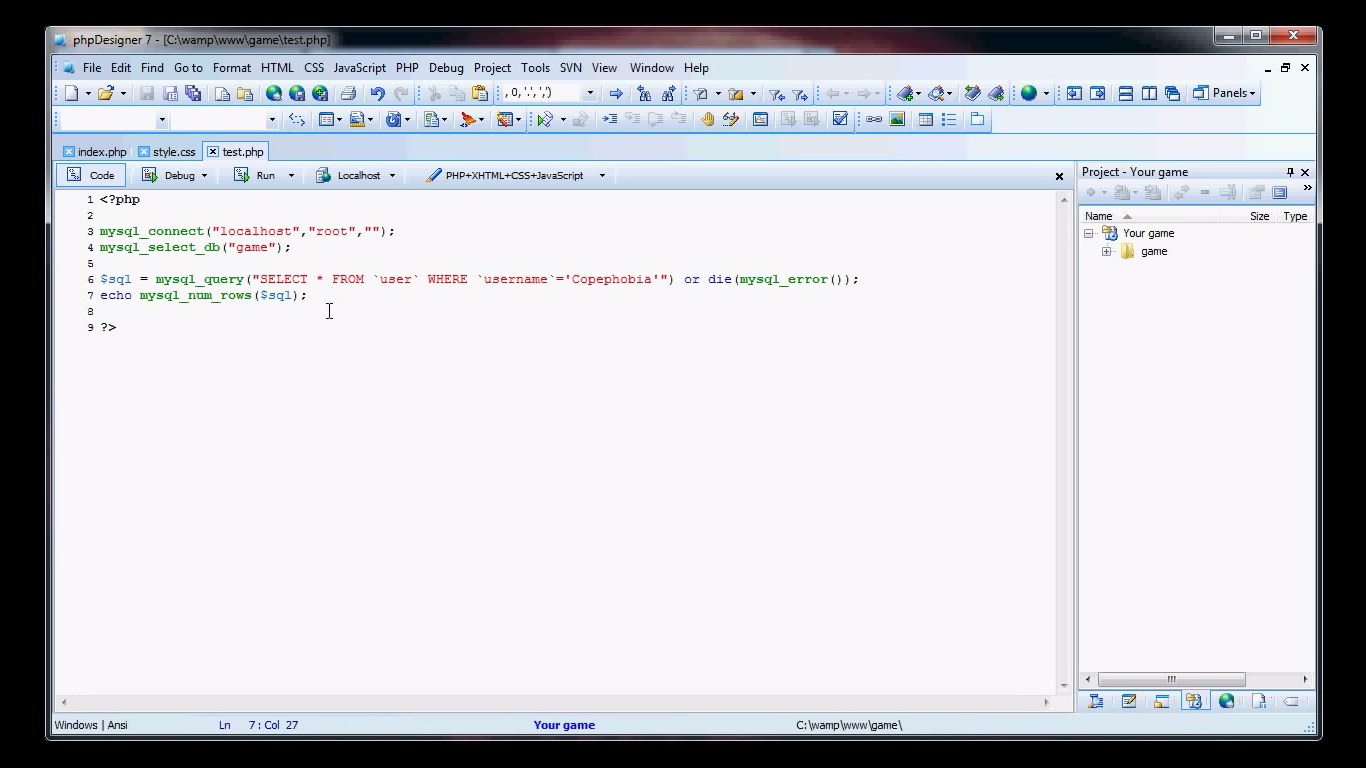 phpDesigner 7 - [C:\wamp\www\game\test.php]
File Edit Find Go to Format HTML CSS JavaScript PHP Debug Project Tools SVN View Window Help
, 0, '.', ',')
Panels
index.php style.css test.php
Code Debug Run Localhost PHP+XHTML+CSS+JavaScript
Project - Your game
Name Size Type
Your game
game
1 <?php
2
3 mysql_connect("localhost","root","");
4 mysql_select_db("game");
5
6 $sql = mysql_query("SELECT * FROM `user` WHERE `username`='Copephobia'") or die(mysql_error());
7 echo mysql_num_rows($sql);
8
9 ?>
Windows | Ansi Ln 7 : Col 27 Your game C:\wamp\www\game\